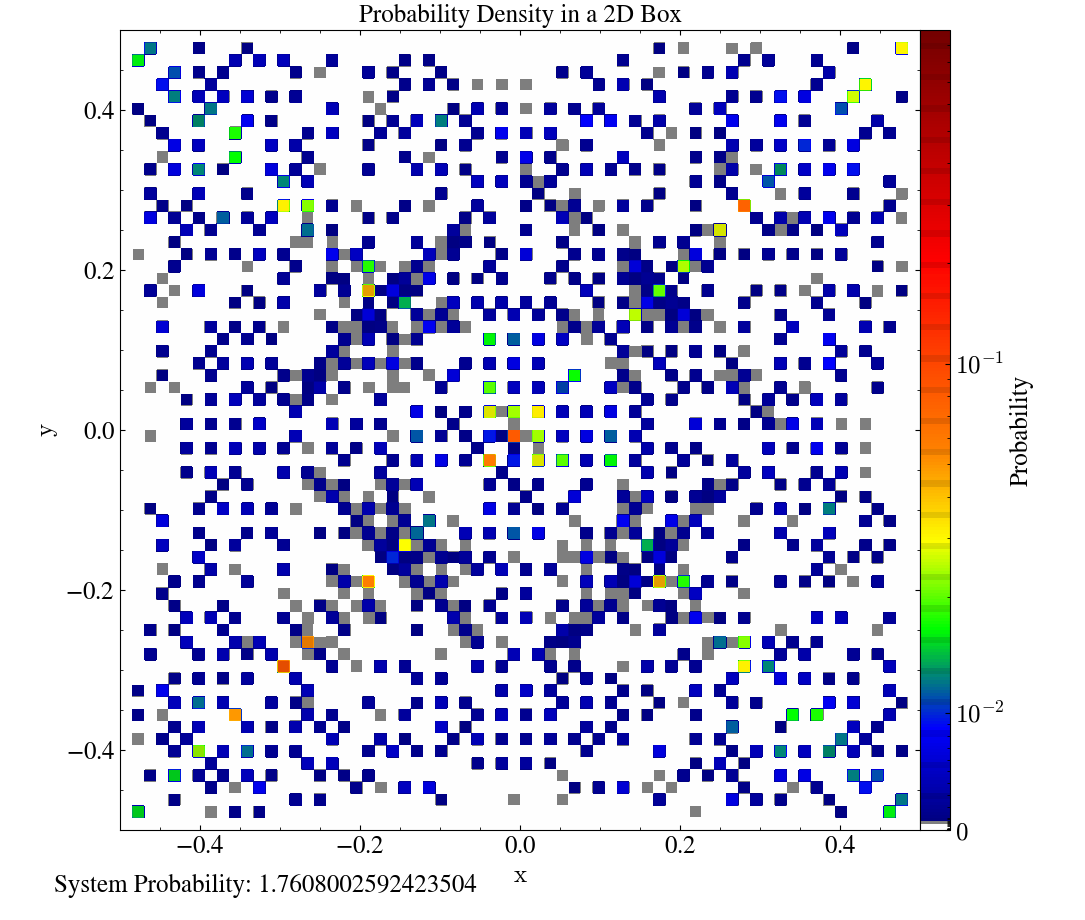 Probability Density in a 2D Box
0.4
0.2
0.0
−0.2
−0.4
y
−0.4 −0.2 0.0 0.2 0.4
x
10⁻¹
10⁻²
0
Probability
System Probability: 1.7608002592423504